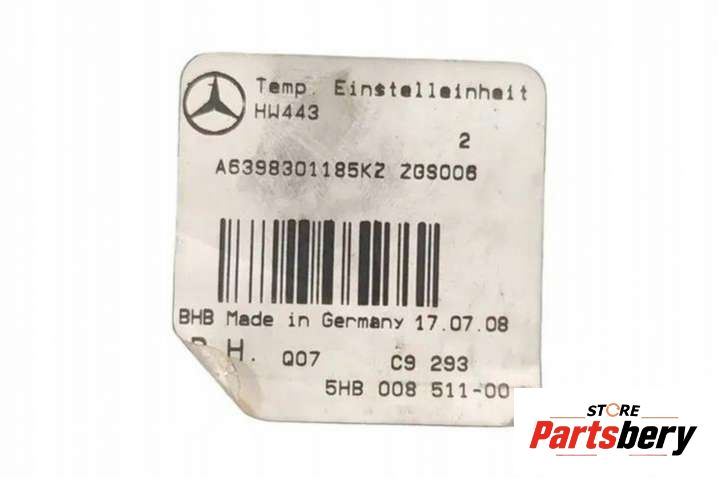 Temp. Einstelleinheit
HW443
2
A6398301185KZ ZGS006
BHB Made in Germany 17.07.08
H. Q07 C9 293
5HB 008 511-00
STORE
Partsbery